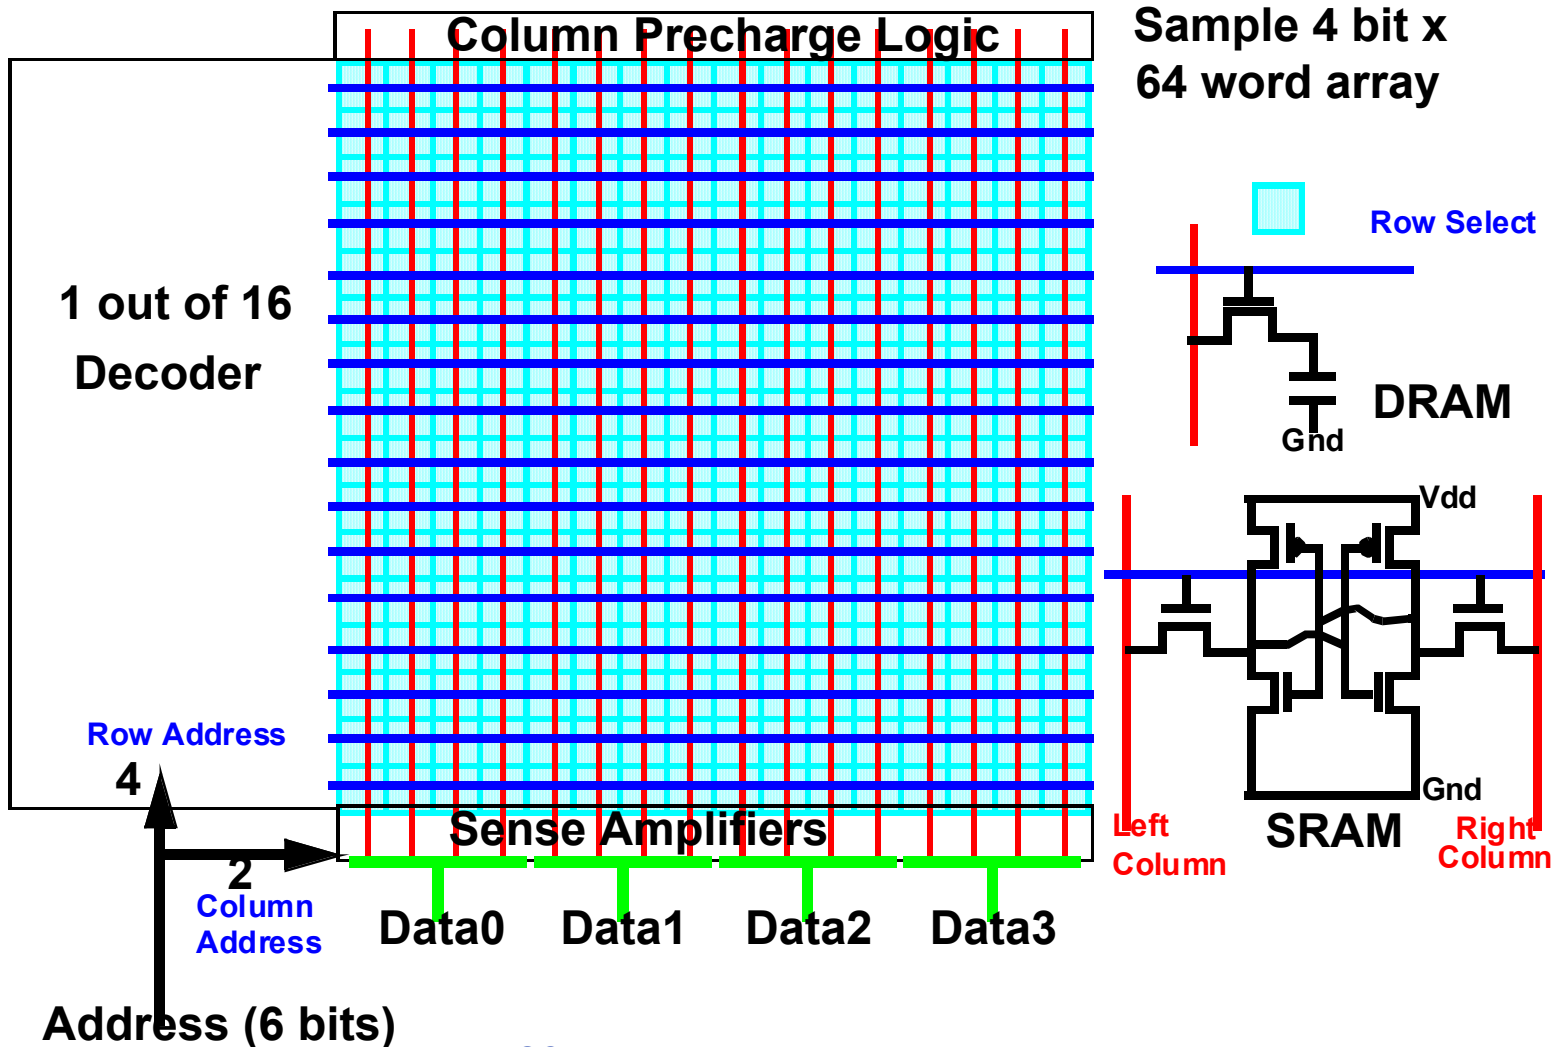 Column Precharge Logic
Sample 4 bit x
64 word array
Row Select
1 out of 16
Decoder
DRAM
Gnd
Vdd
Row Address
4
Gnd
Sense Amplifiers
SRAM
Left
Column
Right
Column
2
Column
Address
Data0 Data1 Data2 Data3
Address (6 bits)